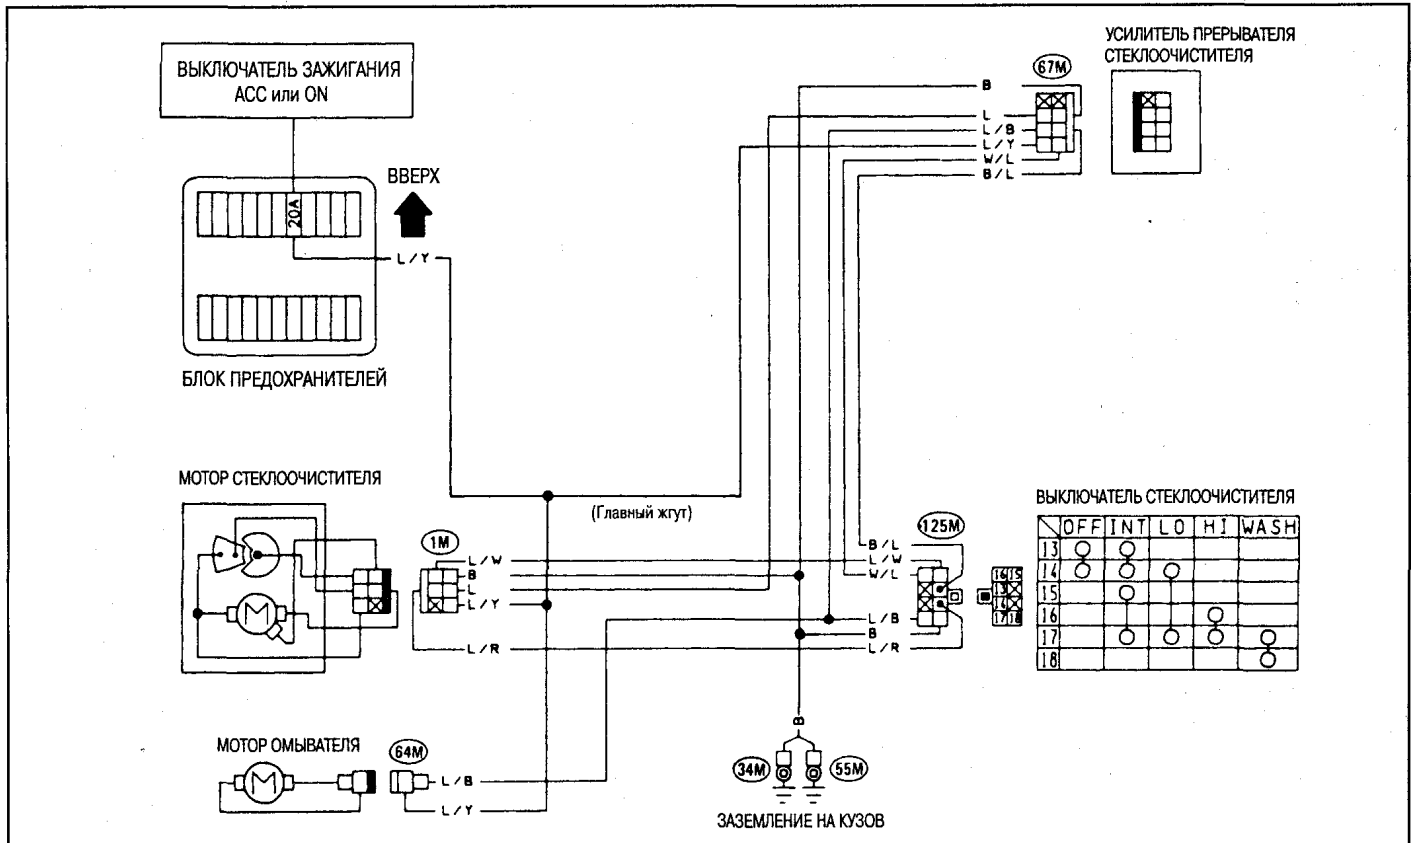 УСИЛИТЕЛЬ ПРЕРЫВАТЕЛЯ
СТЕКЛООЧИСТИТЕЛЯ
67M
B
L
L/B
L/Y
W/L
B/L
ВЫКЛЮЧАТЕЛЬ ЗАЖИГАНИЯ
ACC или ON
20A
ВВЕРХ
L/Y
БЛОК ПРЕДОХРАНИТЕЛЕЙ
МОТОР СТЕКЛООЧИСТИТЕЛЯ
M
1M
L/W
B
L
L/Y
L/R
(Главный жгут)
125M
B/L
L/W
W/L
L/B
B
L/R
16 15
13
14
17 18
ВЫКЛЮЧАТЕЛЬ СТЕКЛООЧИСТИТЕЛЯ
OFF INT LO HI WASH
13
14
15
16
17
18
МОТОР ОМЫВАТЕЛЯ
M
64M
L/B
L/Y
B
34M
55M
ЗАЗЕМЛЕНИЕ НА КУЗОВ